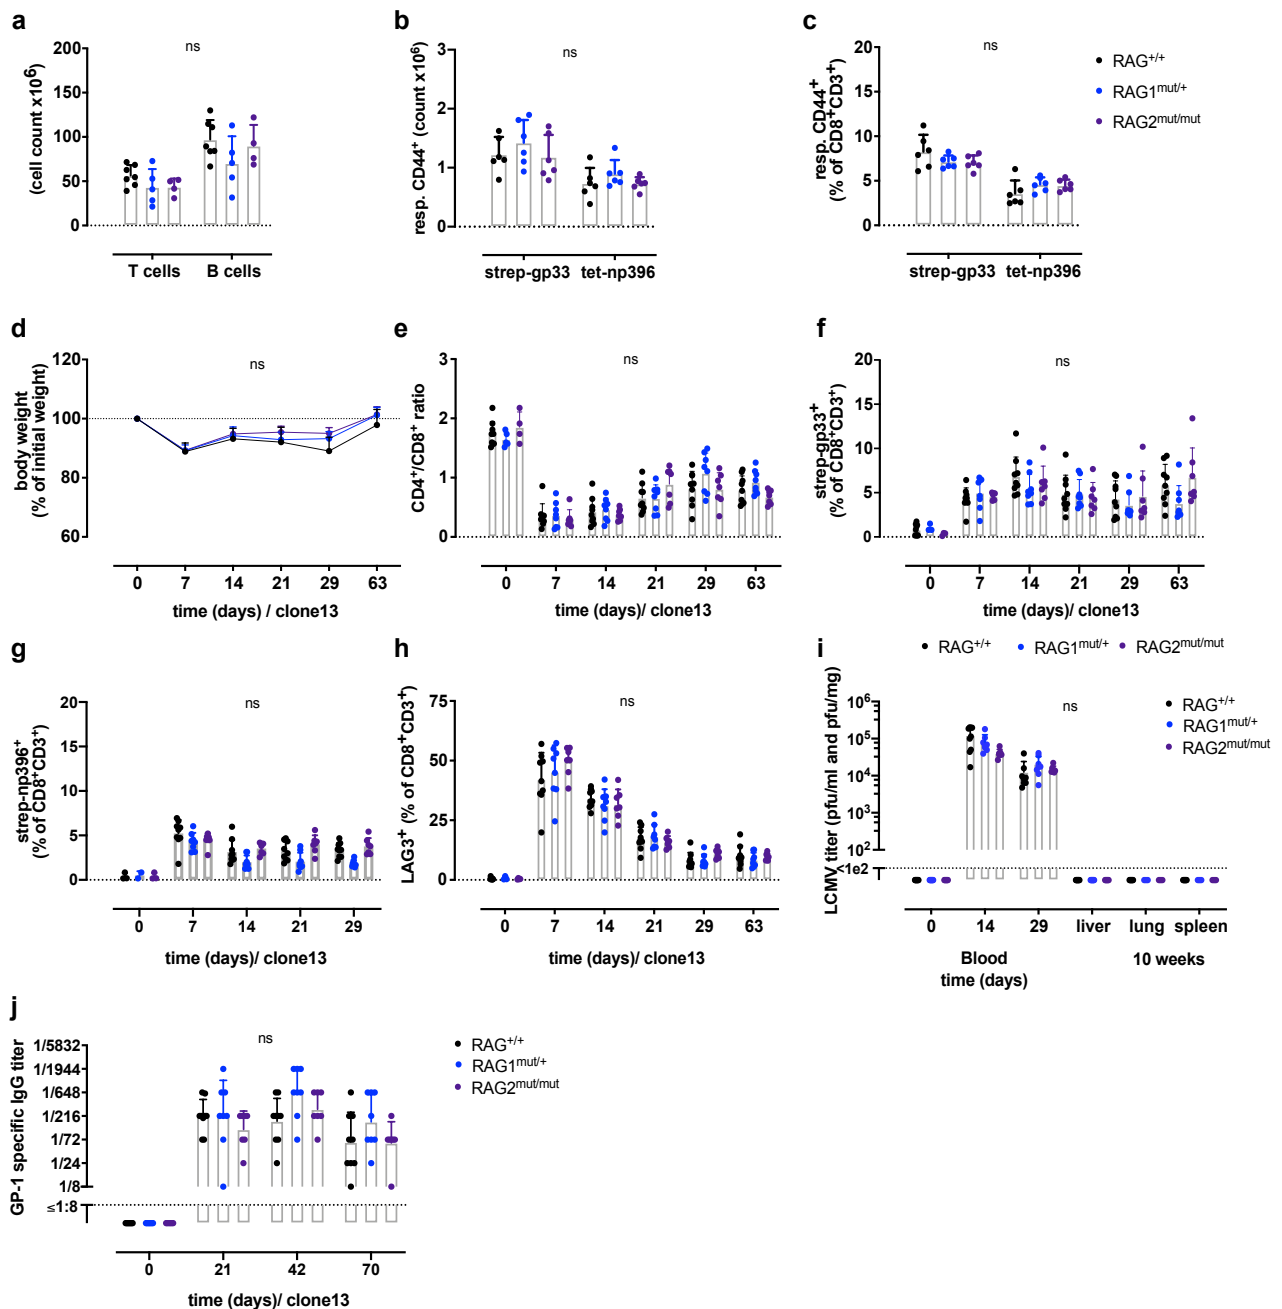 a
ns
(cell count x10⁶)
200
150
100
50
0
T cells
B cells
b
ns
resp. CD44⁺ (count x10⁶)
3
2
1
0
strep-gp33
tet-np396
c
ns
resp. CD44⁺
(% of CD8⁺CD3⁺)
20
15
10
5
0
strep-gp33
tet-np396
RAG⁺/⁺
RAG1ᵐᵘᵗ/⁺
RAG2ᵐᵘᵗ/ᵐᵘᵗ
d
ns
body weight
(% of initial weight)
120
100
80
60
0 7 14 21 29 63
time (days)/ clone13
e
ns
CD4⁺/CD8⁺ ratio
3
2
1
0
0 7 14 21 29 63
time (days)/ clone13
f
ns
strep-gp33⁺
(% of CD8⁺CD3⁺)
20
15
10
5
0
0 7 14 21 29 63
time (days)/ clone13
g
ns
strep-np396⁺
(% of CD8⁺CD3⁺)
20
15
10
5
0
0 7 14 21 29
time (days)/ clone13
h
ns
LAG3⁺ (% of CD8⁺CD3⁺)
75
50
25
0
0 7 14 21 29 63
time (days)/ clone13
i
RAG⁺/⁺ RAG1ᵐᵘᵗ/⁺ RAG2ᵐᵘᵗ/ᵐᵘᵗ
ns
LCMV titer (pfu/ml and pfu/mg)
10⁶
10⁵
10⁴
10³
10²
<1e2
0 14 29 liver lung spleen
Blood 10 weeks
time (days)
RAG⁺/⁺
RAG1ᵐᵘᵗ/⁺
RAG2ᵐᵘᵗ/ᵐᵘᵗ
j
ns
GP-1 specific IgG titer
1/5832
1/1944
1/648
1/216
1/72
1/24
1/8
≤1:8
0 21 42 70
time (days)/ clone13
RAG⁺/⁺
RAG1ᵐᵘᵗ/⁺
RAG2ᵐᵘᵗ/ᵐᵘᵗ